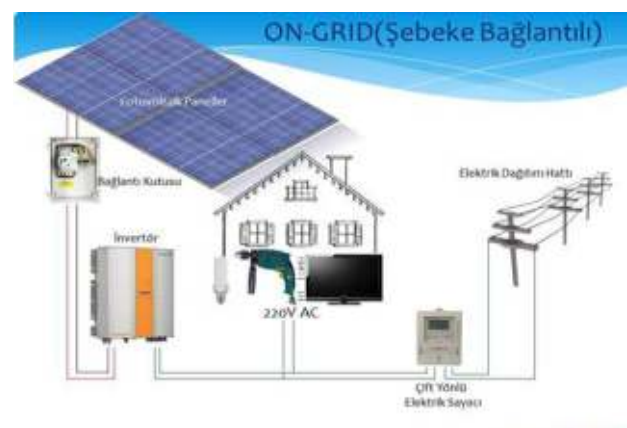 ON-GRID(Şebeke Bağlantılı)
Fotovoltaik Paneller
Bağlantı Kutusu
Elektrik Dağıtım Hattı
İnvertör
220V AC
Çift Yönlü
Elektrik Sayacı